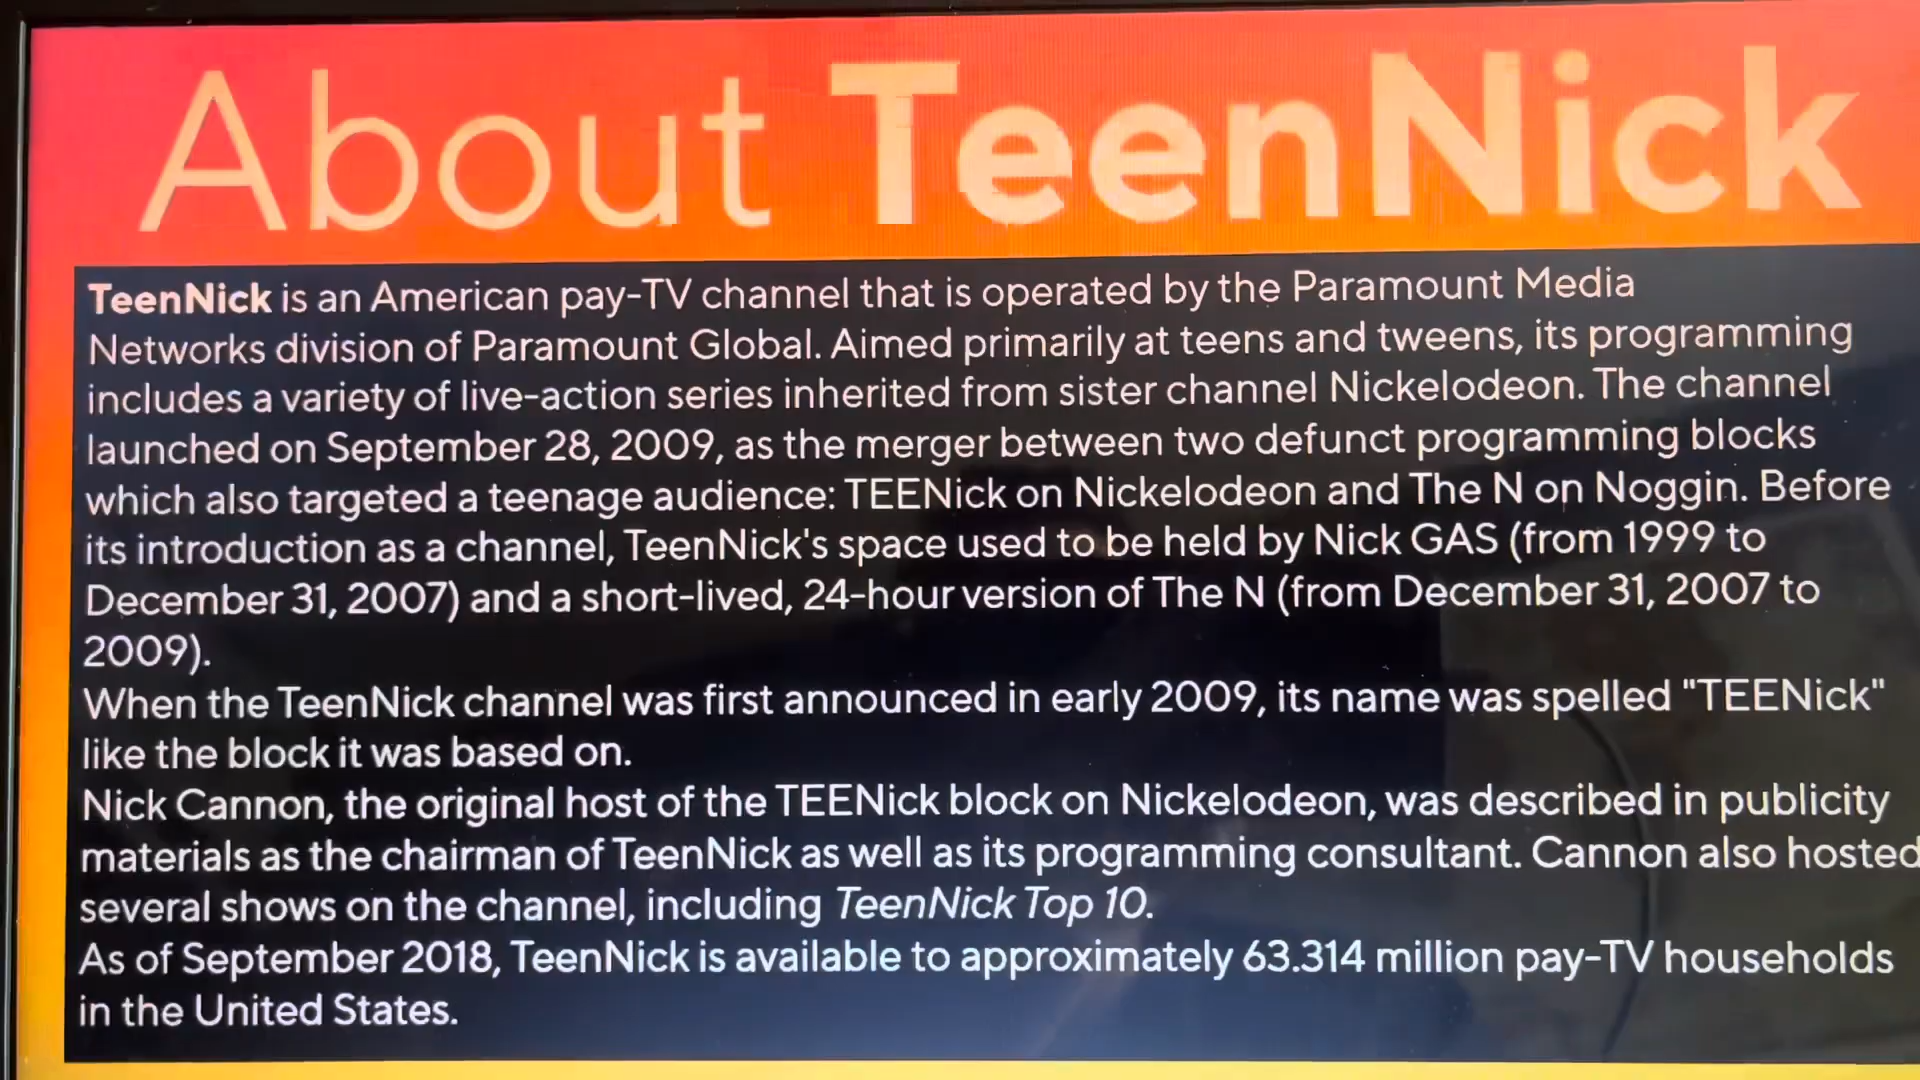 About TeenNick
TeenNick is an American pay-TV channel that is operated by the Paramount Media
Networks division of Paramount Global. Aimed primarily at teens and tweens, its programming
includes a variety of live-action series inherited from sister channel Nickelodeon. The channel
launched on September 28, 2009, as the merger between two defunct programming blocks
which also targeted a teenage audience: TEENick on Nickelodeon and The N on Noggin. Before
its introduction as a channel, TeenNick's space used to be held by Nick GAS (from 1999 to
December 31, 2007) and a short-lived, 24-hour version of The N (from December 31, 2007 to
2009).
When the TeenNick channel was first announced in early 2009, its name was spelled "TEENick"
like the block it was based on.
Nick Cannon, the original host of the TEENick block on Nickelodeon, was described in publicity
materials as the chairman of TeenNick as well as its programming consultant. Cannon also hosted
several shows on the channel, including TeenNick Top 10.
As of September 2018, TeenNick is available to approximately 63.314 million pay-TV households
in the United States.